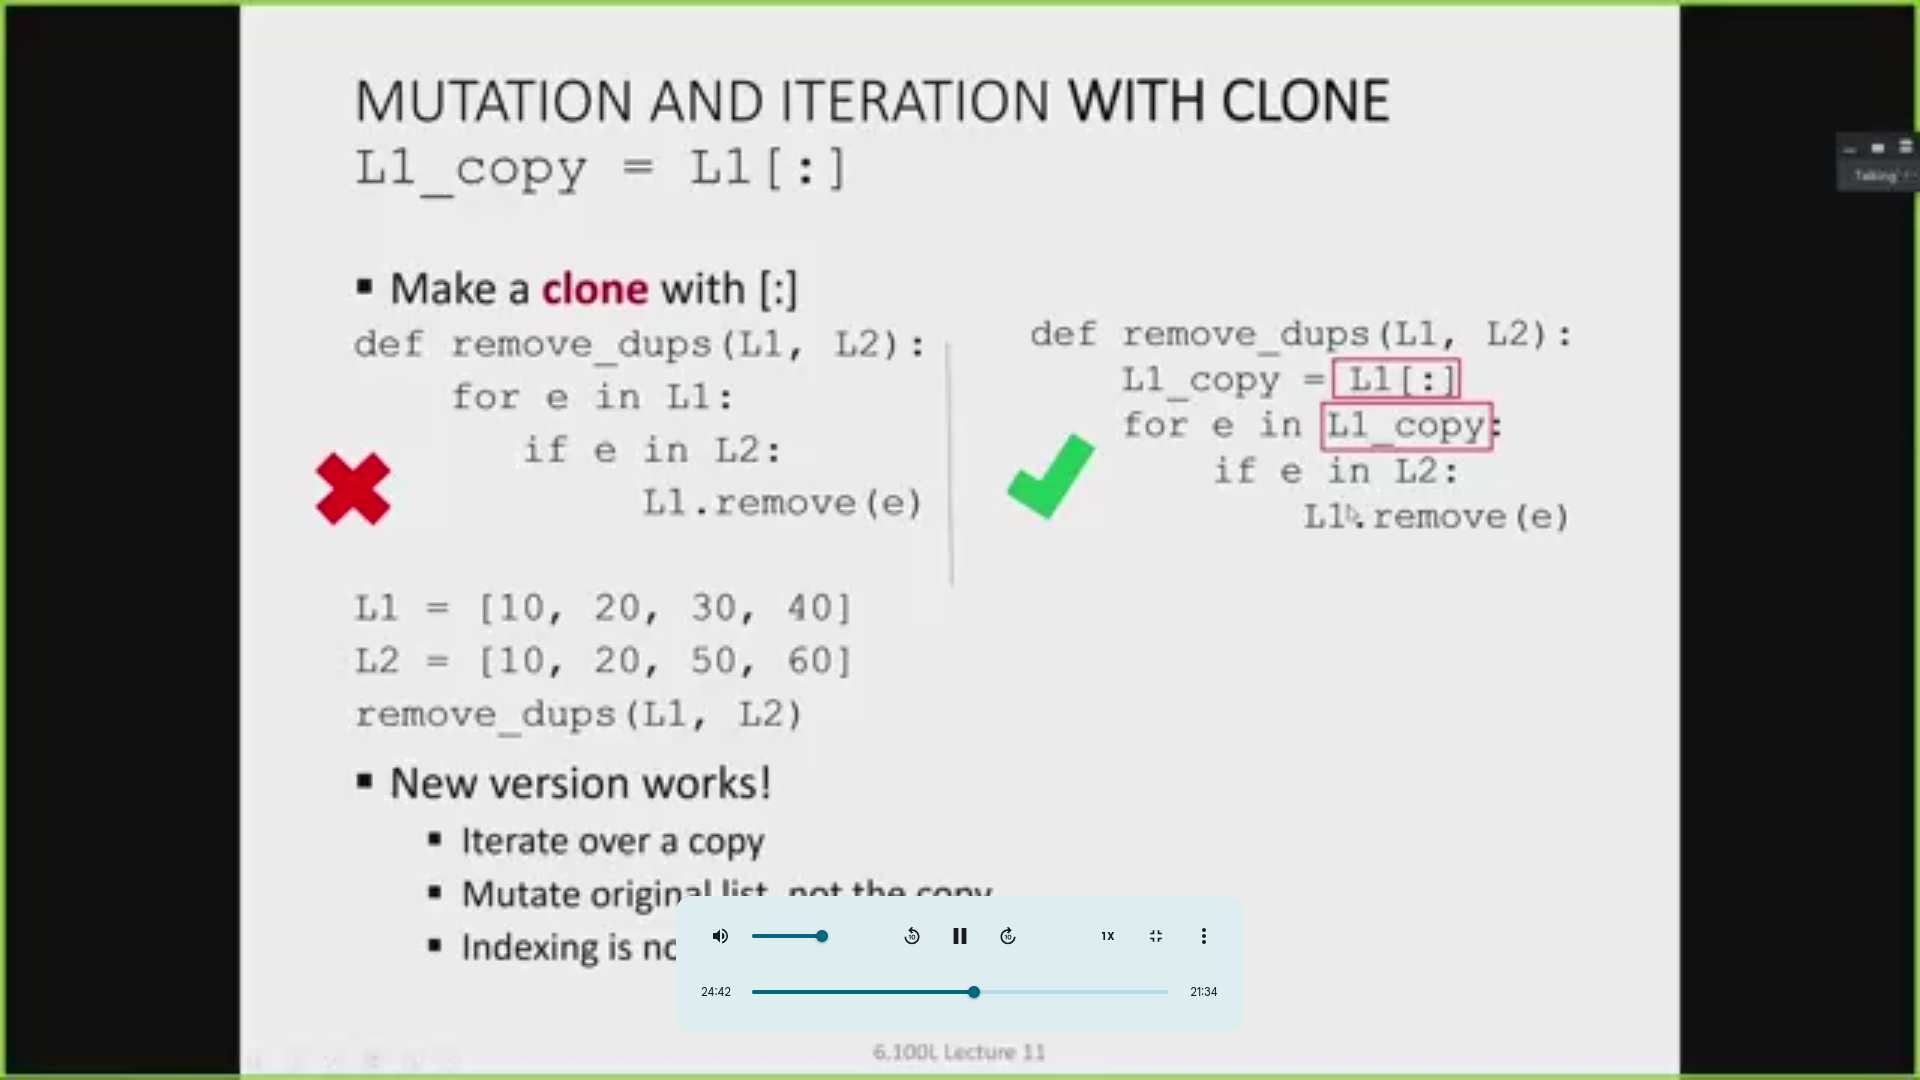 MUTATION AND ITERATION WITH CLONE
L1_copy = L1[:]
▪ Make a clone with [:]
def remove_dups(L1, L2):
for e in L1:
if e in L2:
L1.remove(e)
def remove_dups(L1, L2):
L1_copy = L1[:]
for e in L1_copy:
if e in L2:
L1.remove(e)
L1 = [10, 20, 30, 40]
L2 = [10, 20, 50, 60]
remove_dups(L1, L2)
▪ New version works!
▪ Iterate over a copy
▪ Mutate original list, not the copy
▪ Indexing is
1X
24:42
21:34
6.100L Lecture 11
Talking: